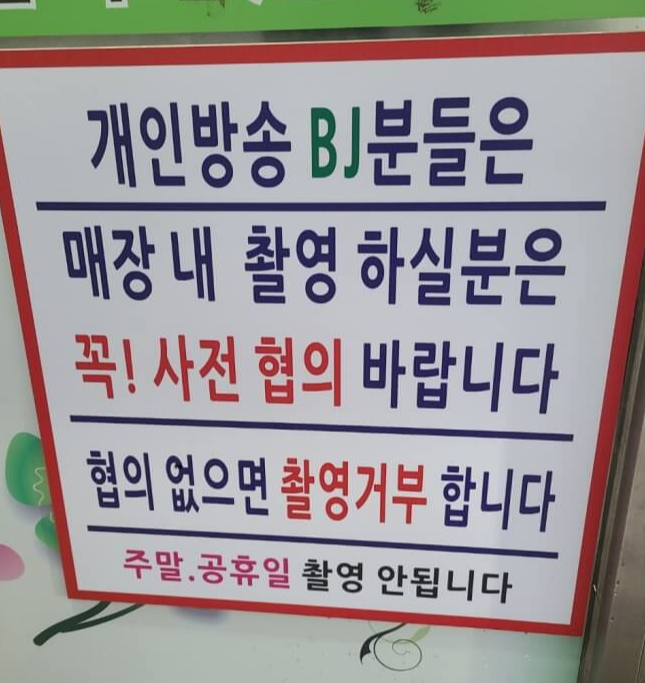 개인방송 BJ분들은
매장 내 촬영 하실분은
꼭! 사전 협의 바랍니다
협의 없으면 촬영거부 합니다
주말.공휴일 촬영 안됩니다